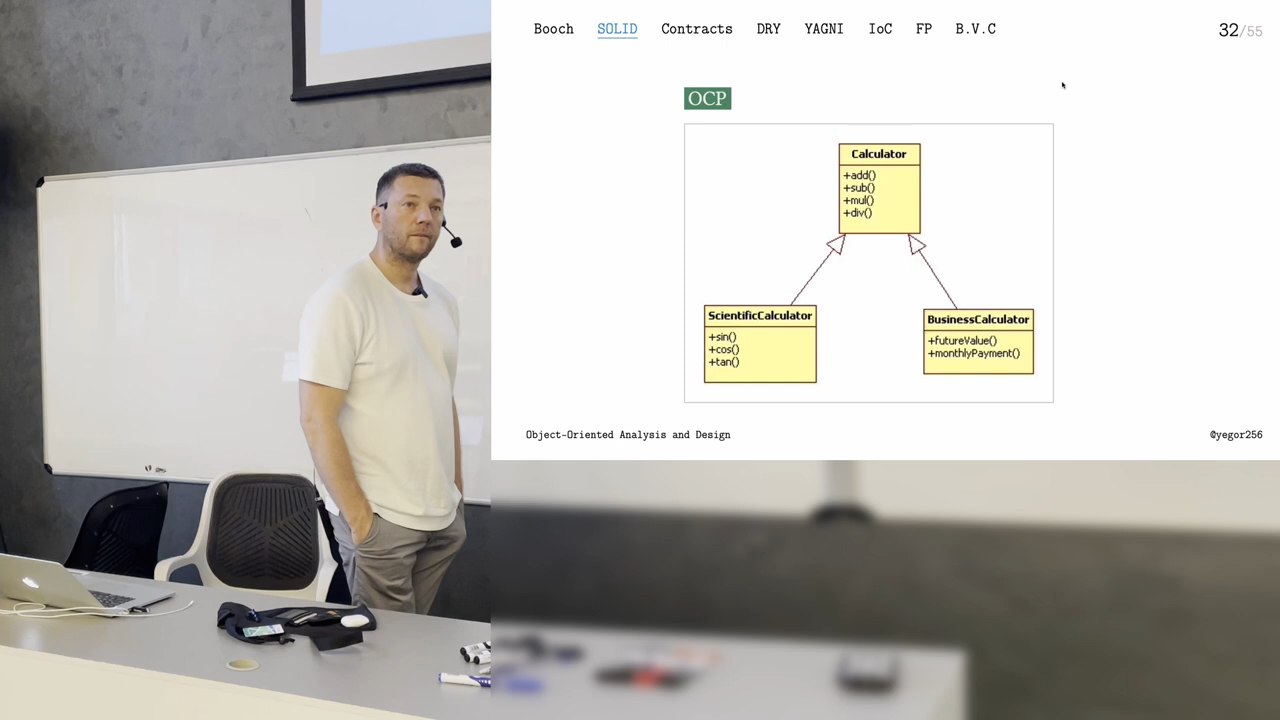 Booch SOLID Contracts DRY YAGNI IoC FP B.V.C 32/55
OCP
Calculator
+add()
+sub()
+mul()
+div()
ScientificCalculator
+sin()
+cos()
+tan()
BusinessCalculator
+futureValue()
+monthlyPayment()
Object-Oriented Analysis and Design @yegor256